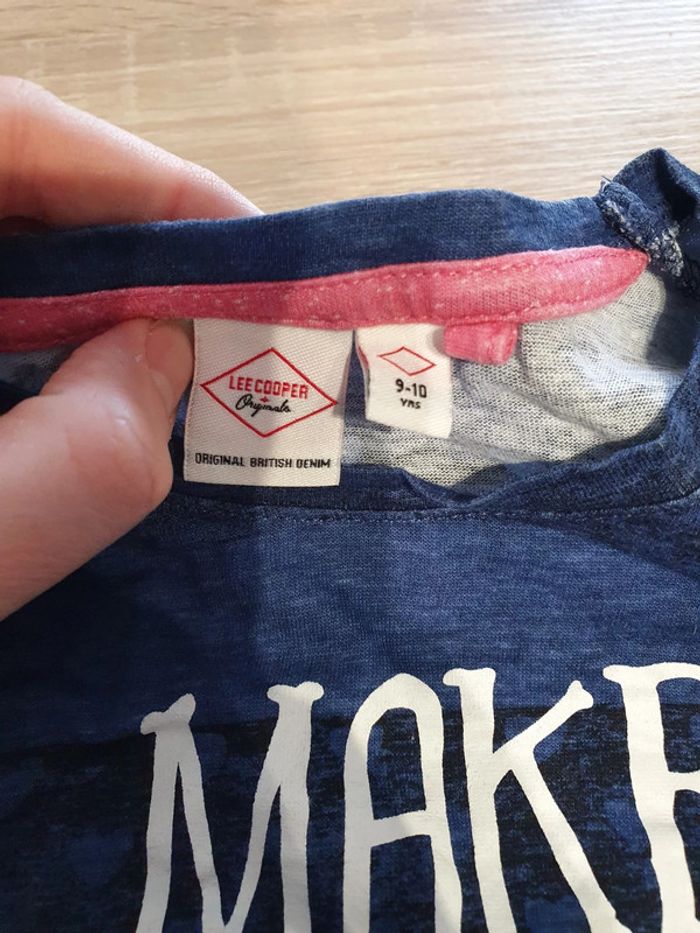 LEE COOPER
Originals
ORIGINAL BRITISH DENIM
9-10
YRS
MAKE